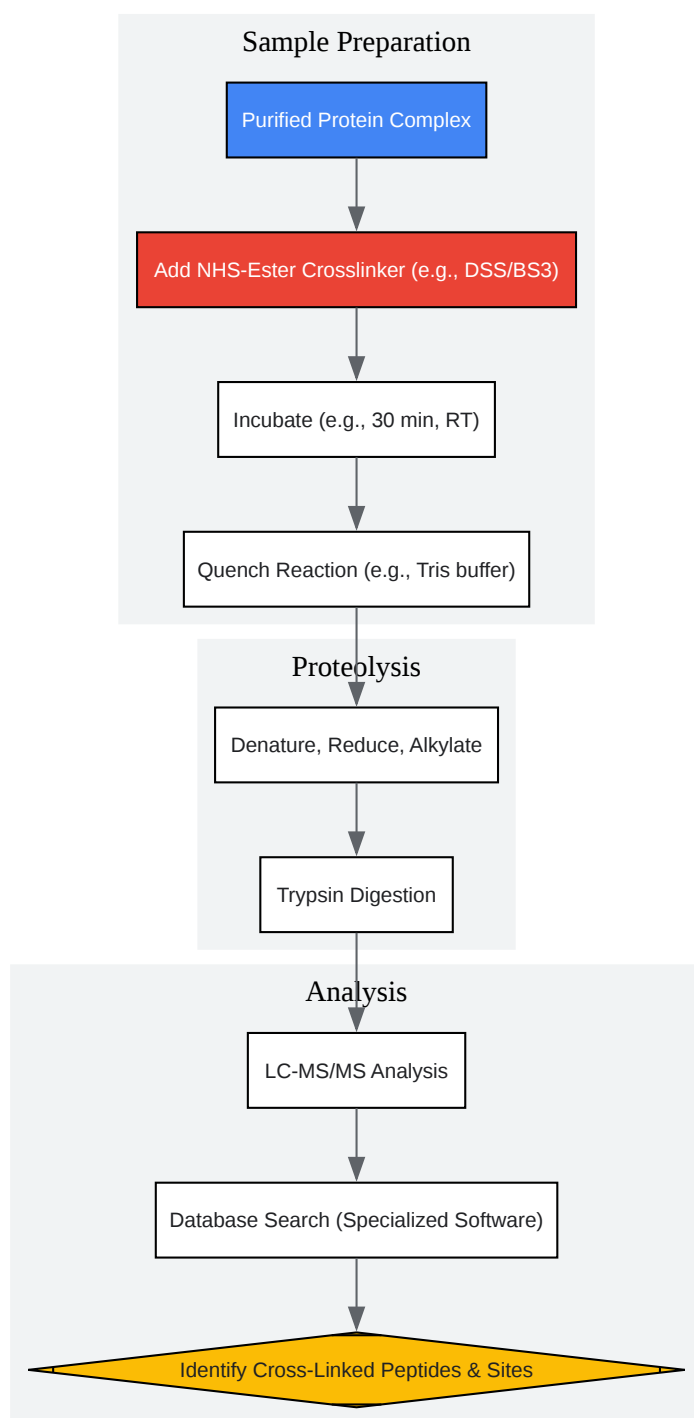 Sample Preparation
Purified Protein Complex
Add NHS-Ester Crosslinker (e.g., DSS/BS3)
Incubate (e.g., 30 min, RT)
Quench Reaction (e.g., Tris buffer)
Proteolysis
Denature, Reduce, Alkylate
Trypsin Digestion
Analysis
LC-MS/MS Analysis
Database Search (Specialized Software)
Identify Cross-Linked Peptides & Sites